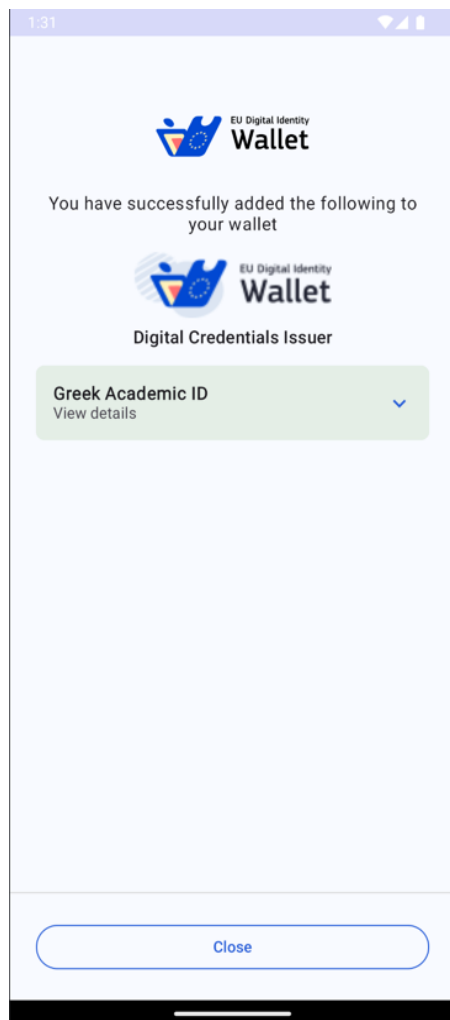 1:31
EU Digital Identity
Wallet
You have successfully added the following to
your wallet
EU Digital Identity
Wallet
Digital Credentials Issuer
Greek Academic ID
View details
Close